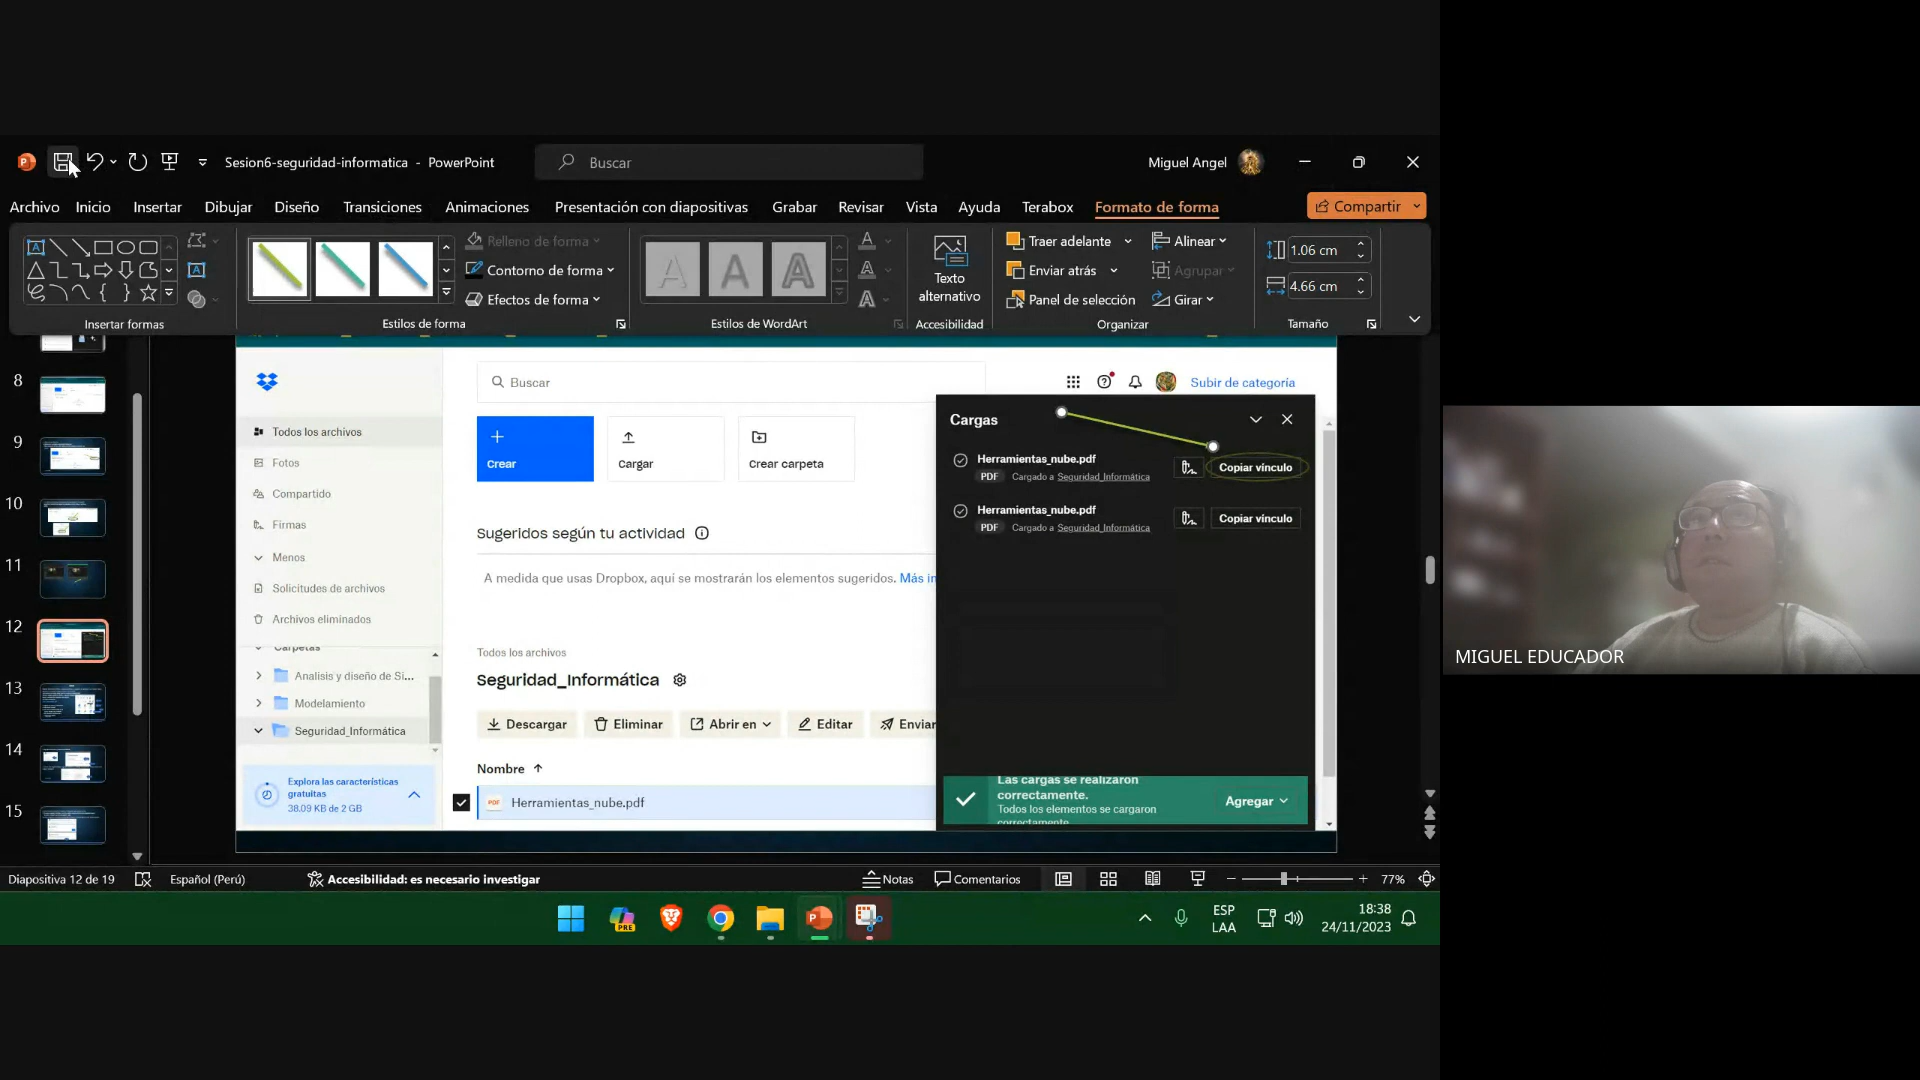 Sesion6-seguridad-informatica - PowerPoint
Buscar
Miguel Angel
Archivo Inicio Insertar Dibujar Diseño Transiciones Animaciones Presentación con diapositivas Grabar Revisar Vista Ayuda Terabox Formato de forma
Compartir
Relleno de forma
Contorno de forma
Efectos de forma
Texto alternativo
Traer adelante
Enviar atrás
Panel de selección
Alinear
Agrupar
Girar
1.06 cm
4.66 cm
Insertar formas
Estilos de forma
Estilos de WordArt
Accesibilidad
Organizar
Tamaño
8
9
10
11
12
13
14
15
Buscar
Subir de categoría
Todos los archivos
Fotos
Compartido
Firmas
Menos
Solicitudes de archivos
Archivos eliminados
Carpetas
Analisis y diseño de Si...
Modelamiento
Seguridad_Informática
Explora las características
gratuitas
38.09 KB de 2 GB
Crear
Cargar
Crear carpeta
Sugeridos según tu actividad
A medida que usas Dropbox, aquí se mostrarán los elementos sugeridos. Más in
Todos los archivos
Seguridad_Informática
Descargar
Eliminar
Abrir en
Editar
Enviar
Nombre
PDF Herramientas_nube.pdf
Cargas
Herramientas_nube.pdf
PDF Cargado a Seguridad_Informática
Copiar vínculo
Herramientas_nube.pdf
PDF Cargado a Seguridad_Informática
Copiar vínculo
Las cargas se realizaron
correctamente.
Todos los elementos se cargaron
correctamente.
Agregar
Diapositiva 12 de 19
Español (Perú)
Accesibilidad: es necesario investigar
Notas
Comentarios
77%
PRE
ESP
LAA
18:38
24/11/2023
MIGUEL EDUCADOR